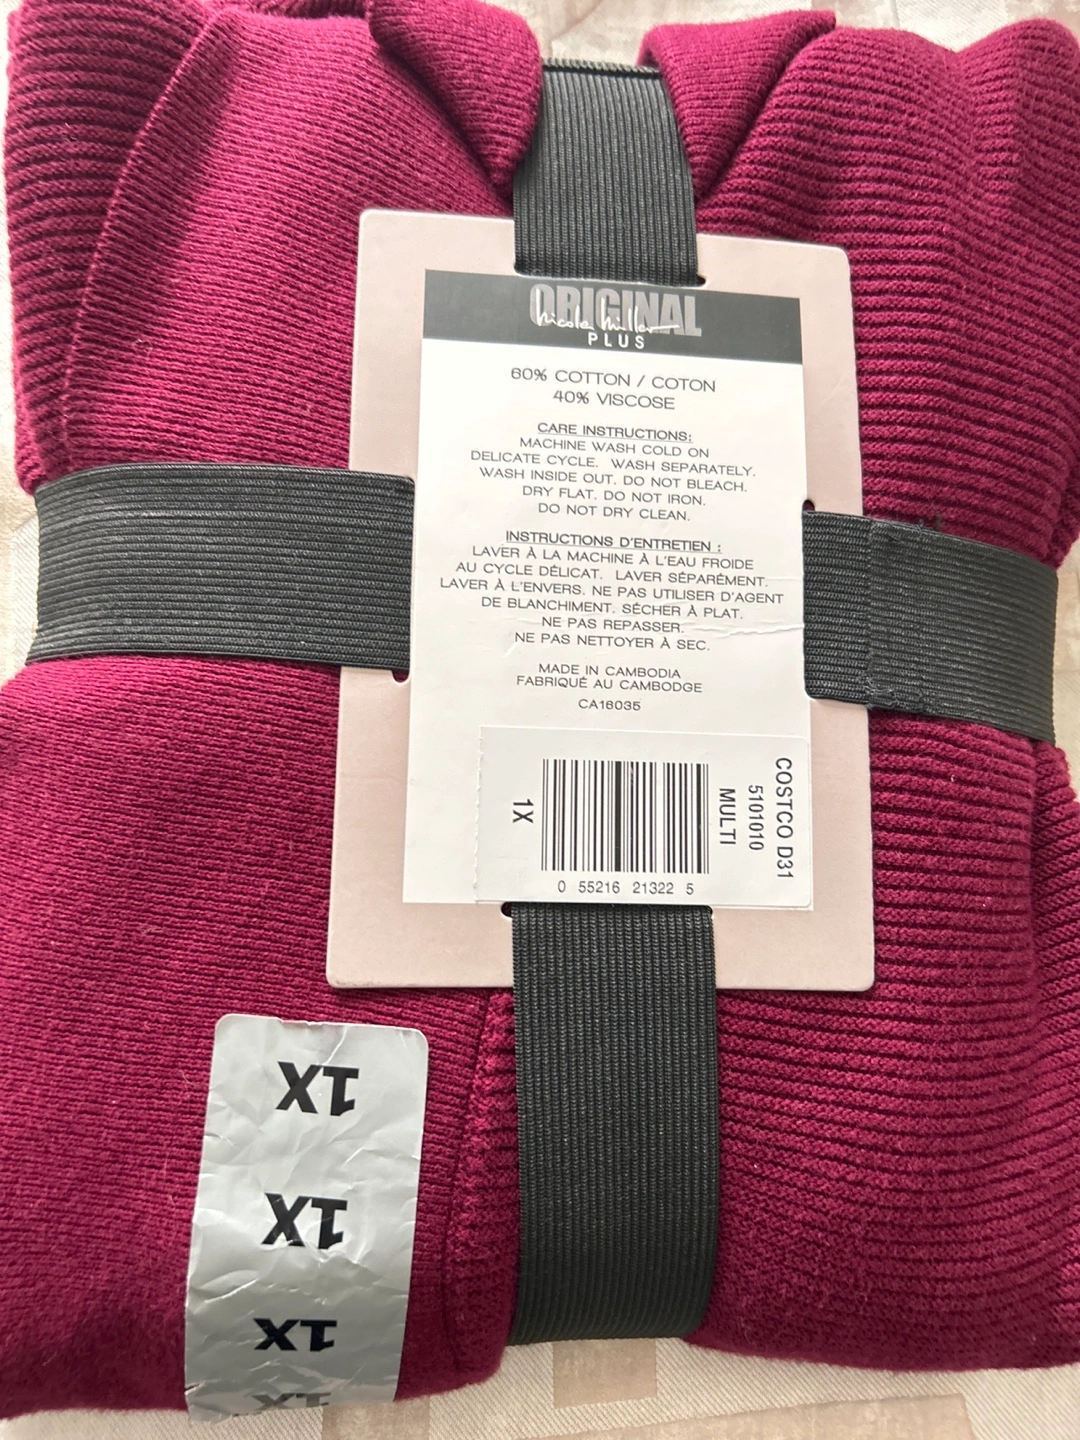 ORIGINAL
Nicole Miller
PLUS
60% COTTON / COTON
40% VISCOSE
CARE INSTRUCTIONS:
MACHINE WASH COLD ON
DELICATE CYCLE. WASH SEPARATELY.
WASH INSIDE OUT. DO NOT BLEACH.
DRY FLAT. DO NOT IRON.
DO NOT DRY CLEAN.
INSTRUCTIONS D'ENTRETIEN :
LAVER À LA MACHINE À L'EAU FROIDE
AU CYCLE DÉLICAT. LAVER SÉPARÉMENT.
LAVER À L'ENVERS. NE PAS UTILISER D'AGENT
DE BLANCHIMENT. SÉCHER À PLAT.
NE PAS REPASSER.
NE PAS NETTOYER À SEC.
MADE IN CAMBODIA
FABRIQUÉ AU CAMBODGE
CA16035
COSTCO D31
5101010
MULTI
1X
0 55216 21322 5
1X
1X
1X
1X